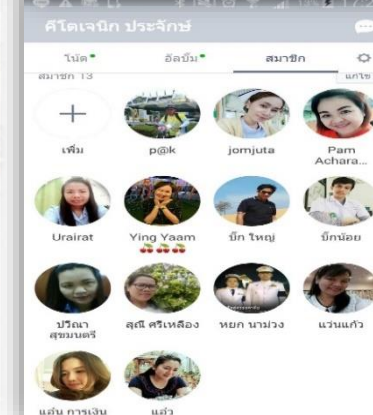 คีโตเจนิก ประจักษ์
โน้ต อัลบั้ม สมาชิก
สมาชิก 13 แก้ไข
เพิ่ม p@k jomjuta Pam
Achara...
Urairat Ying Yaam บิ๊ก ใหญ่ บิ๊กน้อย
🍒🍒🍒
ปวีณา สุณี ศรีเหลือง หยก นาม่วง แว่นแก้ว
สุขมนตรี
แอ๋น การเงิน แอ๋ว